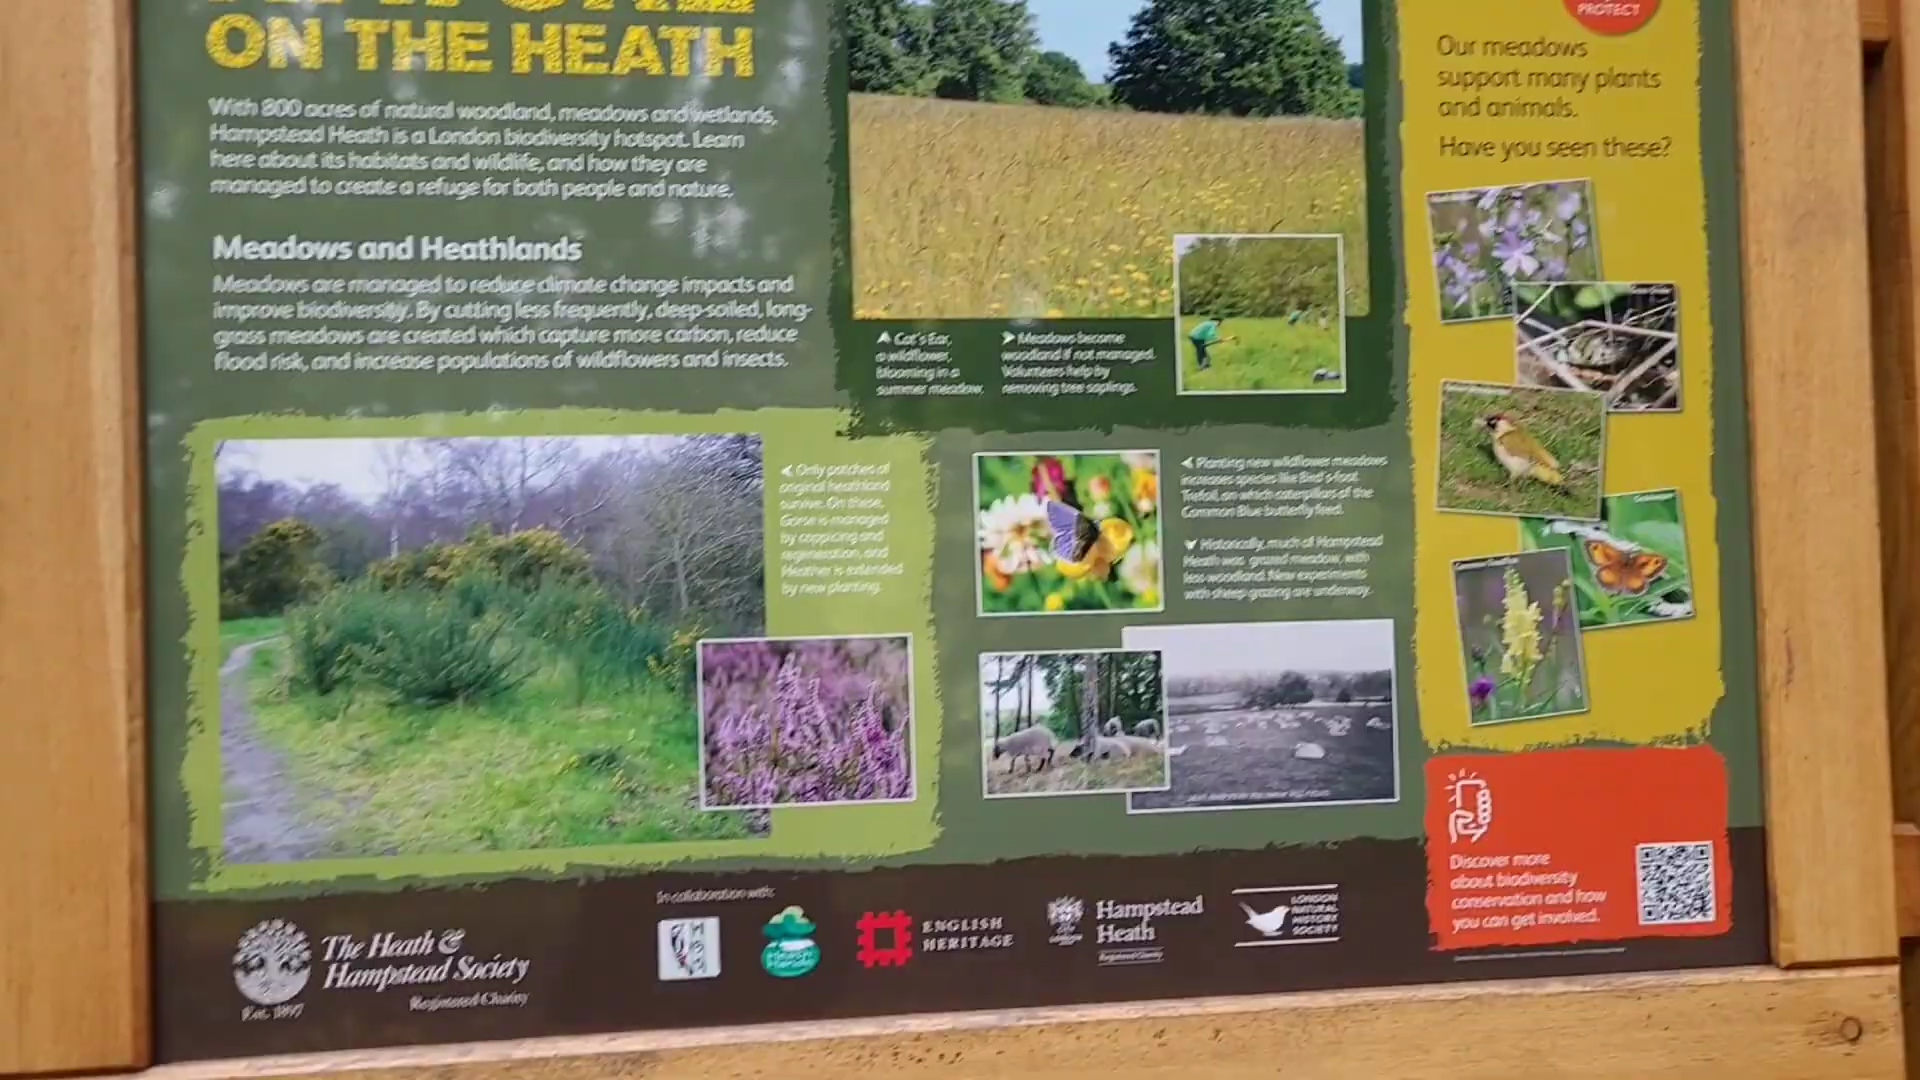 ON THE HEATH
With 800 acres of natural woodland, meadows and wetlands,
Hampstead Heath is a London biodiversity hotspot. Learn
here about its habitats and wildlife, and how they are
managed to create a refuge for both people and nature.
Meadows and Heathlands
Meadows are managed to reduce climate change impacts and
improve biodiversity. By cutting less frequently, deep-soiled, long-
grass meadows are created which capture more carbon, reduce
flood risk, and increase populations of wildflowers and insects.
Cat's Ear,
a wildflower,
blooming in a
summer meadow.
Meadows become
woodland if not managed.
Volunteers help by
removing tree saplings.
Only patches of
original heathland
survive. On these,
Gorse is managed
by coppicing and
regeneration, and
Heather is extended
by new planting.
Planting new wildflower meadows
increases species like Bird's-foot
Trefoil, on which caterpillars of the
Common Blue butterfly feed.
Historically, much of Hampstead
Heath was grazed meadow, with
less woodland. New experiments
with sheep grazing are underway.
PROTECT
Our meadows
support many plants
and animals.
Have you seen these?
Discover more
about biodiversity
conservation and how
you can get involved.
The Heath &
Hampstead Society
Registered Charity
Est. 1897
In collaboration with:
ENGLISH
HERITAGE
Hampstead
Heath
Registered Charity
LONDON
NATURAL
HISTORY
SOCIETY